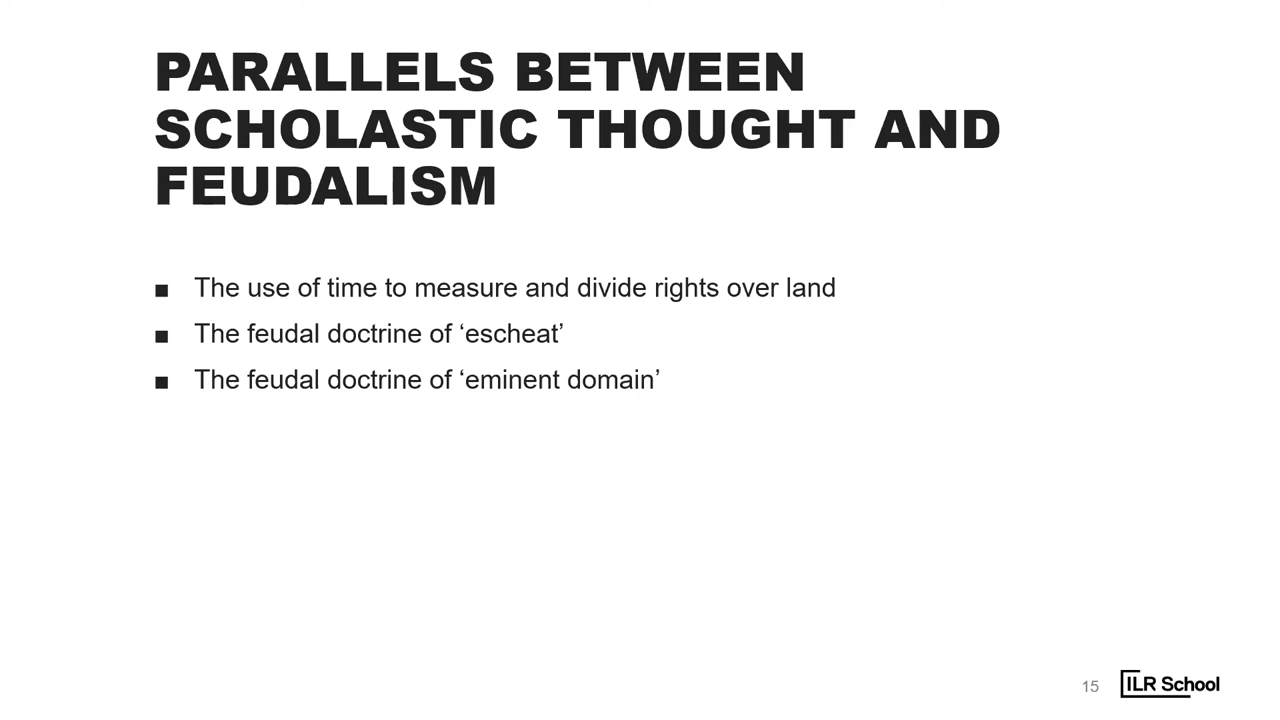 PARALLELS BETWEEN
SCHOLASTIC THOUGHT AND
FEUDALISM
▪ The use of time to measure and divide rights over land
▪ The feudal doctrine of ‘escheat’
▪ The feudal doctrine of ‘eminent domain’
15
ILR School